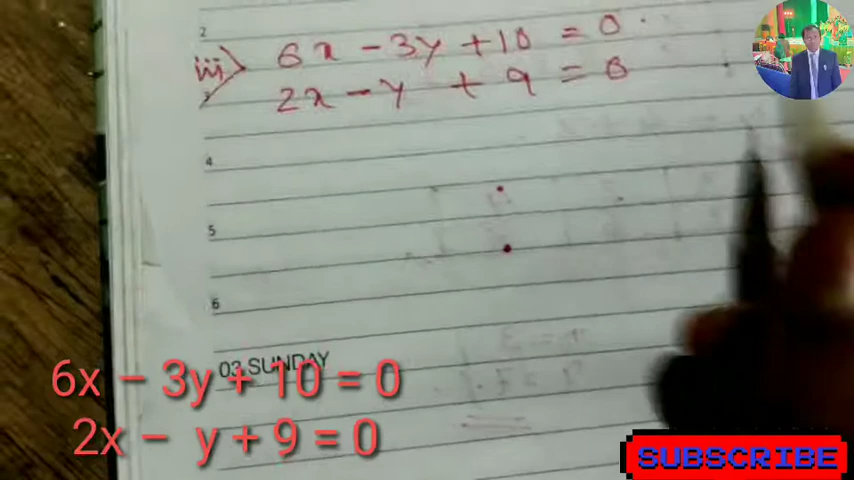 2
iii) 6x - 3y + 10 = 0
2x - y + 9 = 0
4
5
6
03 SUNDAY
6x - 3y + 10 = 0
2x - y + 9 = 0
SUBSCRIBE